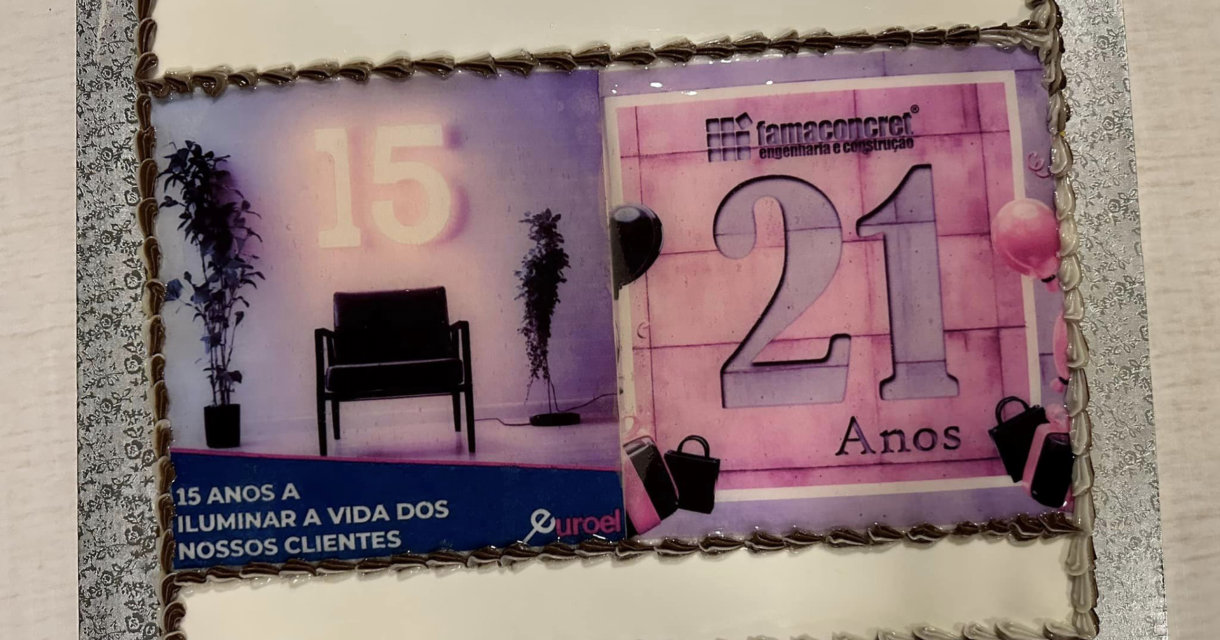 15
15 ANOS A
ILUMINAR A VIDA DOS
NOSSOS CLIENTES
euroel
famaconcret®
engenharia e construção
21
Anos